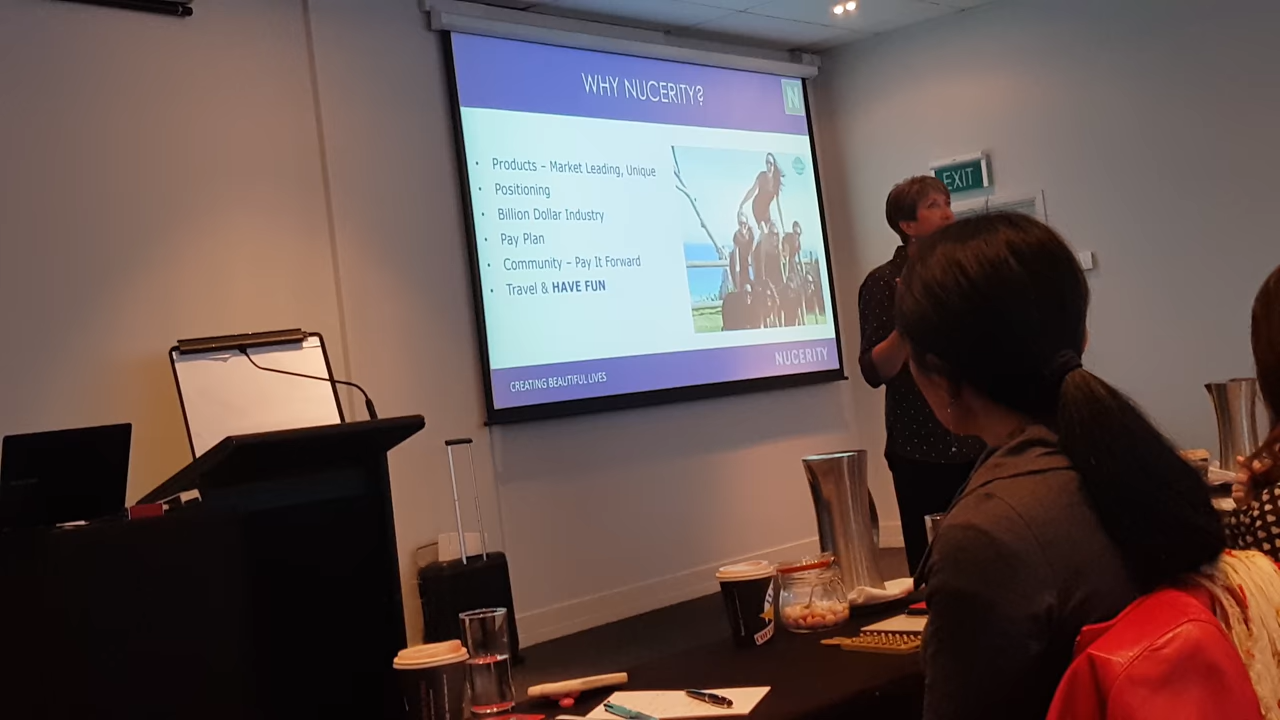 WHY NUCERITY?
N
• Products – Market Leading, Unique
• Positioning
• Billion Dollar Industry
• Pay Plan
• Community – Pay It Forward
• Travel & HAVE FUN
NUCERITY
CREATING BEAUTIFUL LIVES
EXIT